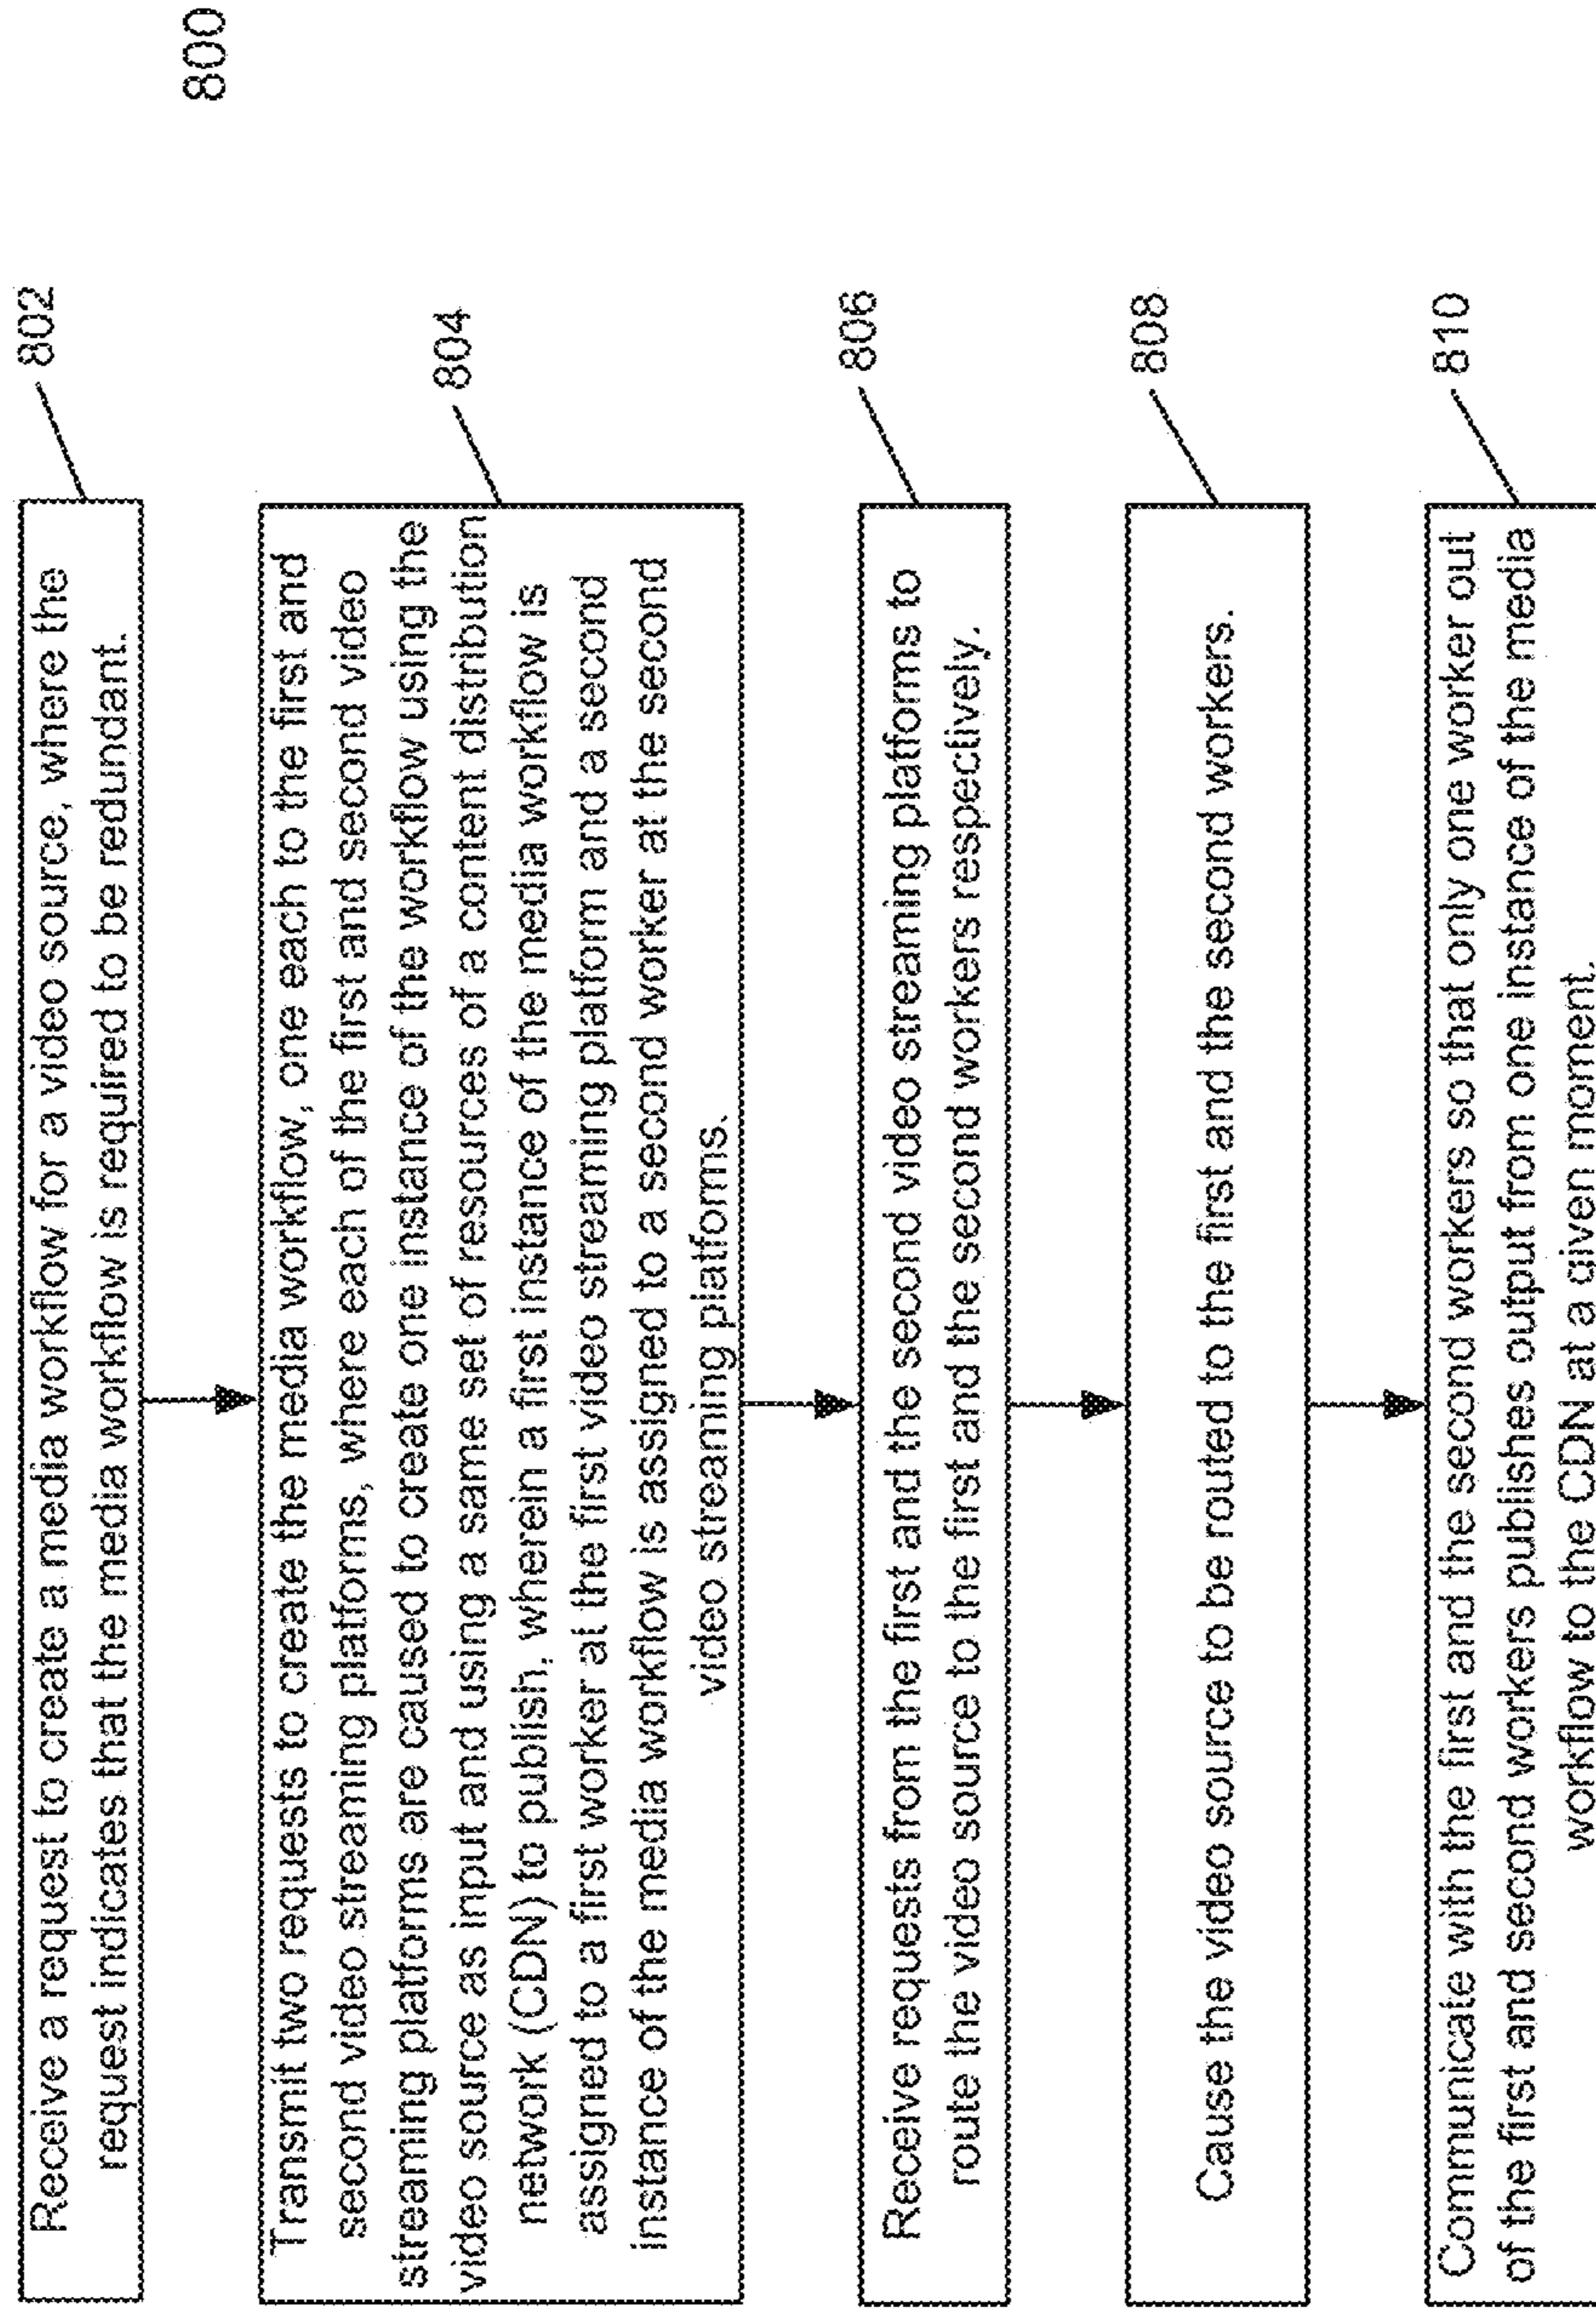 800
802
Receive a request to create a media workflow for a video source, where the
request indicates that the media workflow is required to be redundant.
804
Transmit two requests to create the media workflow, one each to the first and
second video streaming platforms, where each of the first and second video
streaming platforms are caused to create one instance of the workflow using the
video source as input and using a same set of resources of a content distribution
network (CDN) to publish, wherein a first instance of the media workflow is
assigned to a first worker at the first video streaming platform and a second
instance of the media workflow is assigned to a second worker at the second
video streaming platforms.
806
Receive requests from the first and the second video streaming platforms to
route the video source to the first and the second workers respectively.
808
Cause the video source to be routed to the first and the second workers.
810
Communicate with the first and the second workers so that only one worker out
of the first and second workers publishes output from one instance of the media
workflow to the CDN at a given moment.